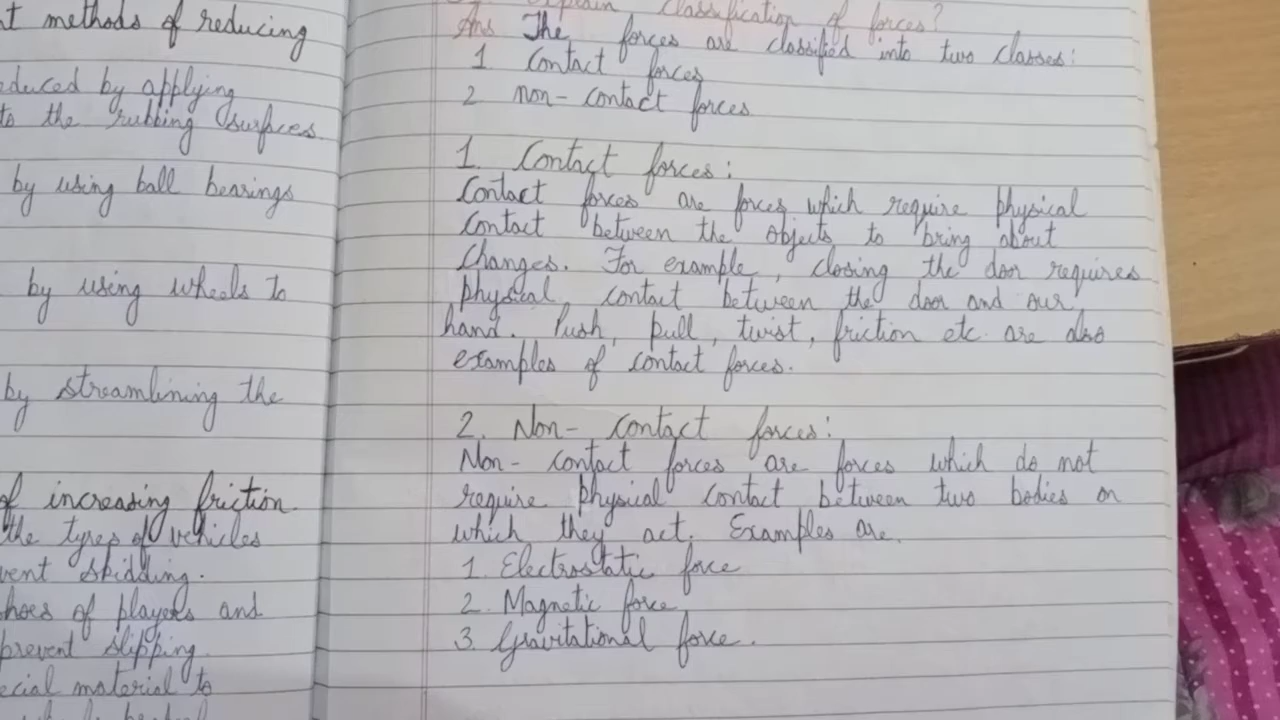 t methods of reducing
educed by applying
to the rubbing surfaces.
by using ball bearings
by using wheels to
by streamlining the
of increasing friction
the tyres of vehicles
vent skidding.
hoes of players and
prevent slipping.
ecial material to
Explain classification of forces?
Ans The forces are classified into two classes:
1 Contact forces
2 non-contact forces
1. Contact forces:
Contact forces are forces which require physical
contact between the objects to bring about
changes. For example, closing the door requires
physical contact between the door and our
hand. Push, pull, twist, friction etc. are also
examples of contact forces.
2. Non-contact forces:
Non-contact forces are forces which do not
require physical contact between two bodies on
which they act. Examples are.
1. Electrostatic force
2. Magnetic force
3. Gravitational force.